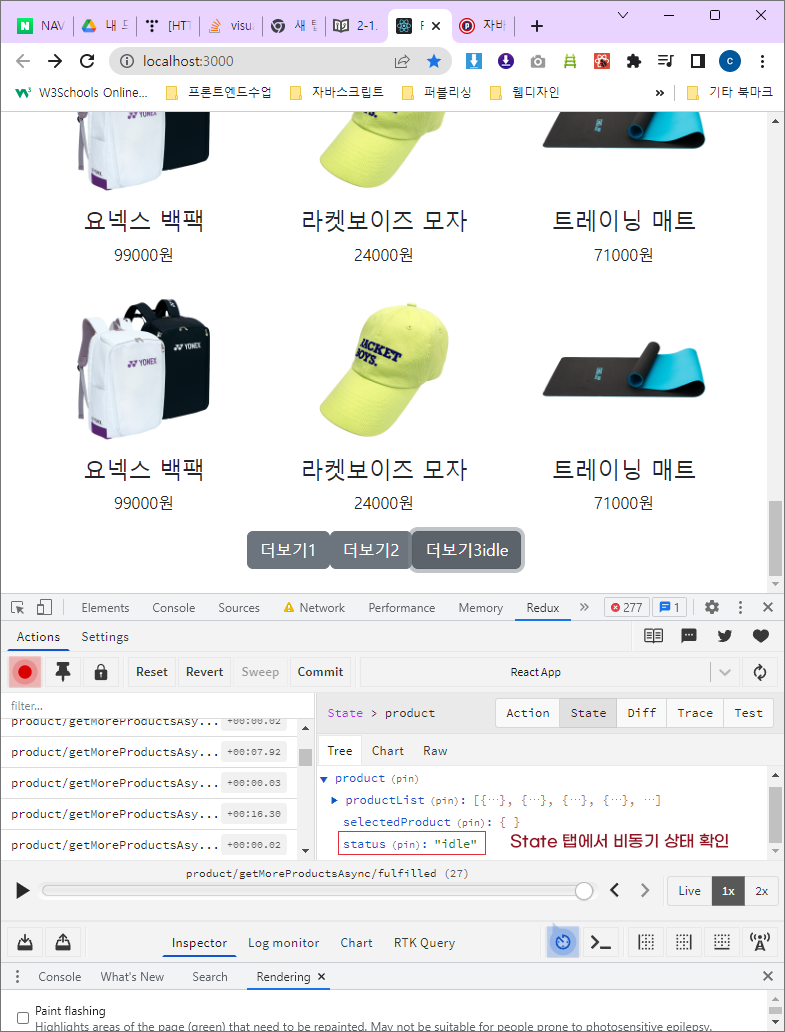 NAV 내 드 [HTT visua 새 탭 2-1. F 자바
localhost:3000 c
W3Schools Online... 프론트엔드수업 자바스크립트 퍼블리싱 웹디자인 » 기타 북마크
요넥스 백팩 라켓보이즈 모자 트레이닝 매트
99000원 24000원 71000원
YONEX YONEX JACKET BOYS.
요넥스 백팩 라켓보이즈 모자 트레이닝 매트
99000원 24000원 71000원
더보기1 더보기2 더보기3idle
Elements Console Sources Network Performance Memory Redux » 277 1
Actions Settings
Reset Revert Sweep Commit React App
filter...
State > product Action State Diff Trace Test
product/getMoreProductsAsy... +00:00.02
product/getMoreProductsAsy... +00:07.92
product/getMoreProductsAsy... +00:00.03
product/getMoreProductsAsy... +00:16.30
product/getMoreProductsAsy... +00:00.02
Tree Chart Raw
product (pin)
productList (pin): [{…}, {…}, {…}, {…}, …]
selectedProduct (pin): { }
status (pin): "idle" State 탭에서 비동기 상태 확인
product/getMoreProductsAsync/fulfilled (27)
Live 1x 2x
Inspector Log monitor Chart RTK Query
Console What's New Search Rendering
Paint flashing
Highlights areas of the page (green) that need to be repainted. May not be suitable for people prone to photosensitive epilepsy.